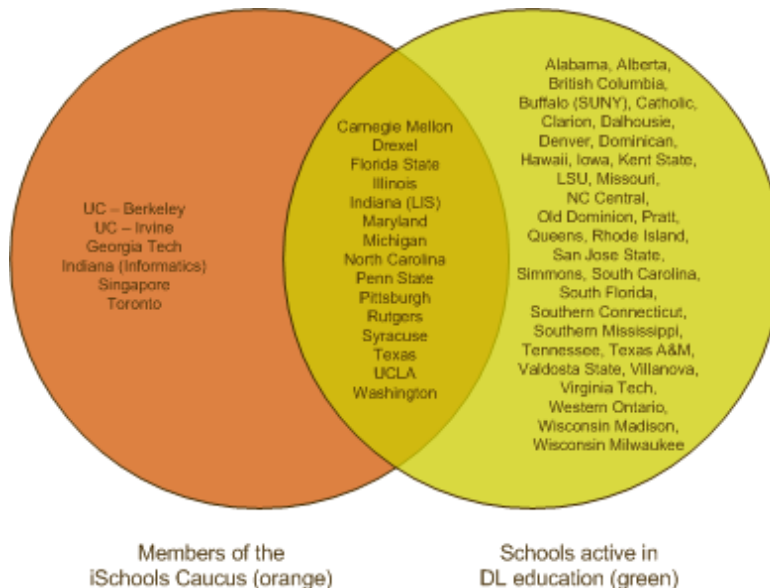 UC – Berkeley
UC – Irvine
Georgia Tech
Indiana (Informatics)
Singapore
Toronto
Carnegie Mellon
Drexel
Florida State
Illinois
Indiana (LIS)
Maryland
Michigan
North Carolina
Penn State
Pittsburgh
Rutgers
Syracuse
Texas
UCLA
Washington
Alabama, Alberta,
British Columbia,
Buffalo (SUNY), Catholic,
Clarion, Dalhousie,
Denver, Dominican,
Hawaii, Iowa, Kent State,
LSU, Missouri,
NC Central,
Old Dominion, Pratt,
Queens, Rhode Island,
San Jose State,
Simmons, South Carolina,
South Florida,
Southern Connecticut,
Southern Mississippi,
Tennessee, Texas A&M,
Valdosta State, Villanova,
Virginia Tech,
Western Ontario,
Wisconsin Madison,
Wisconsin Milwaukee
Members of the
iSchools Caucus (orange)
Schools active in
DL education (green)